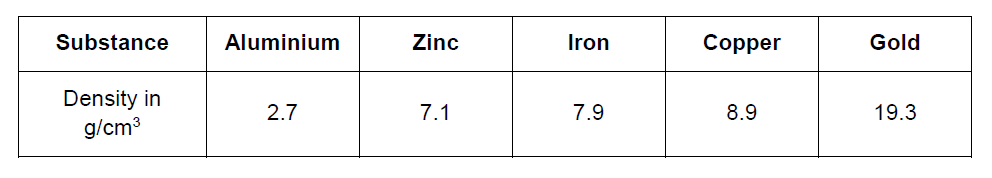 Substance Aluminium Zinc Iron Copper Gold
Density in
g/cm³ 2.7 7.1 7.9 8.9 19.3